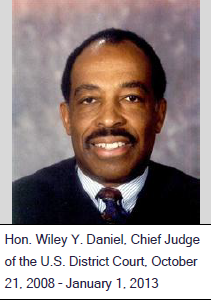 Hon. Wiley Y. Daniel, Chief Judge
of the U.S. District Court, October
21, 2008 - January 1, 2013